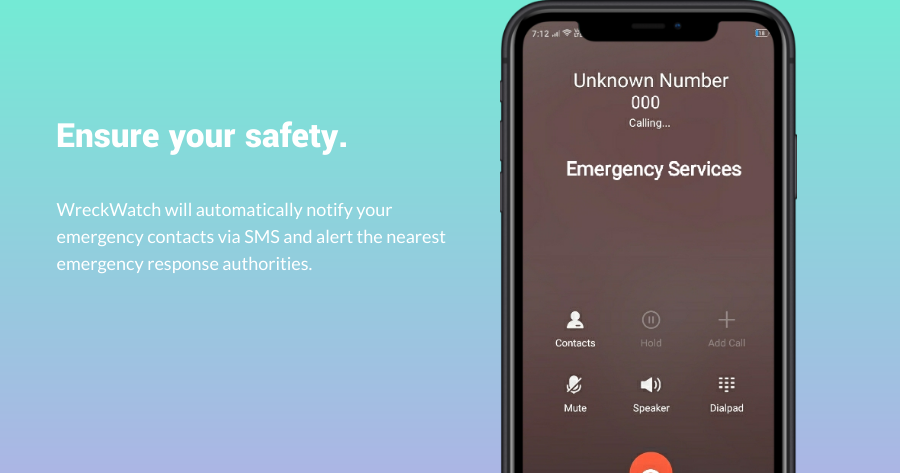 Ensure your safety.
WreckWatch will automatically notify your
emergency contacts via SMS and alert the nearest
emergency response authorities.
7:12
18
Unknown Number
000
Calling...
Emergency Services
Contacts
Hold
Add Call
Mute
Speaker
Dialpad